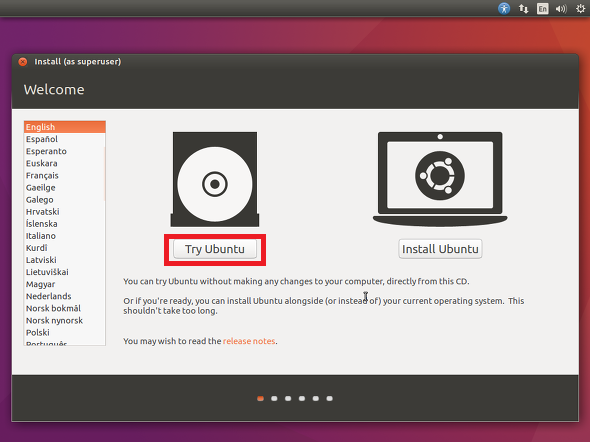 En
Install (as superuser)
Welcome
English
Español
Esperanto
Euskara
Français
Gaeilge
Galego
Hrvatski
Íslenska
Italiano
Kurdî
Latviski
Lietuviškai
Magyar
Nederlands
Norsk bokmål
Norsk nynorsk
Polski
Português
Try Ubuntu
Install Ubuntu
You can try Ubuntu without making any changes to your computer, directly from this CD.
Or if you're ready, you can install Ubuntu alongside (or instead of) your current operating system. This
shouldn't take too long.
You may wish to read the release notes.